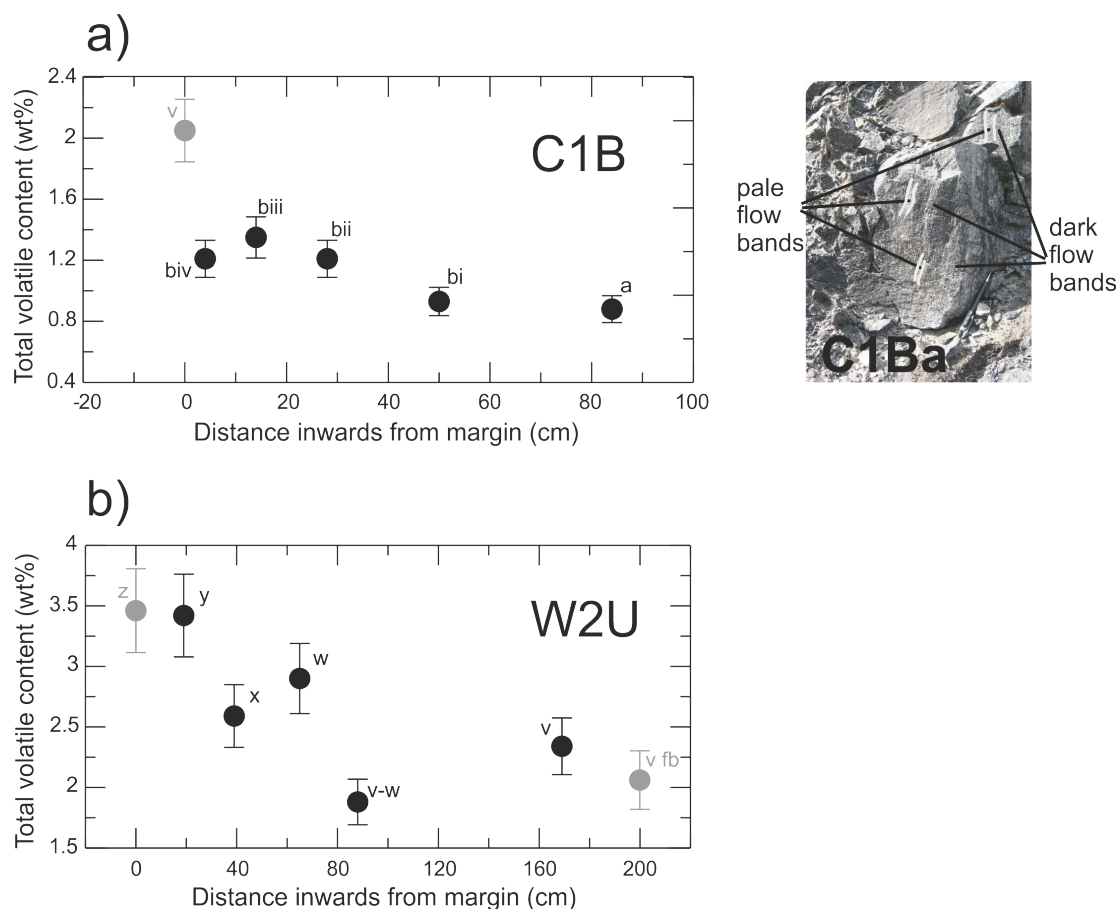 a)
Total volatile content (wt%)
2.4
2
1.6
1.2
0.8
0.4
v
biv
biii
bii
bi
a
C1B
-20
0
20
40
60
80
100
Distance inwards from margin (cm)
pale
flow
bands
dark
flow
bands
C1Ba
b)
Total volatile content (wt%)
4
3.5
3
2.5
2
1.5
z
y
x
w
v-w
v
v fb
W2U
0
40
80
120
160
200
Distance inwards from margin (cm)